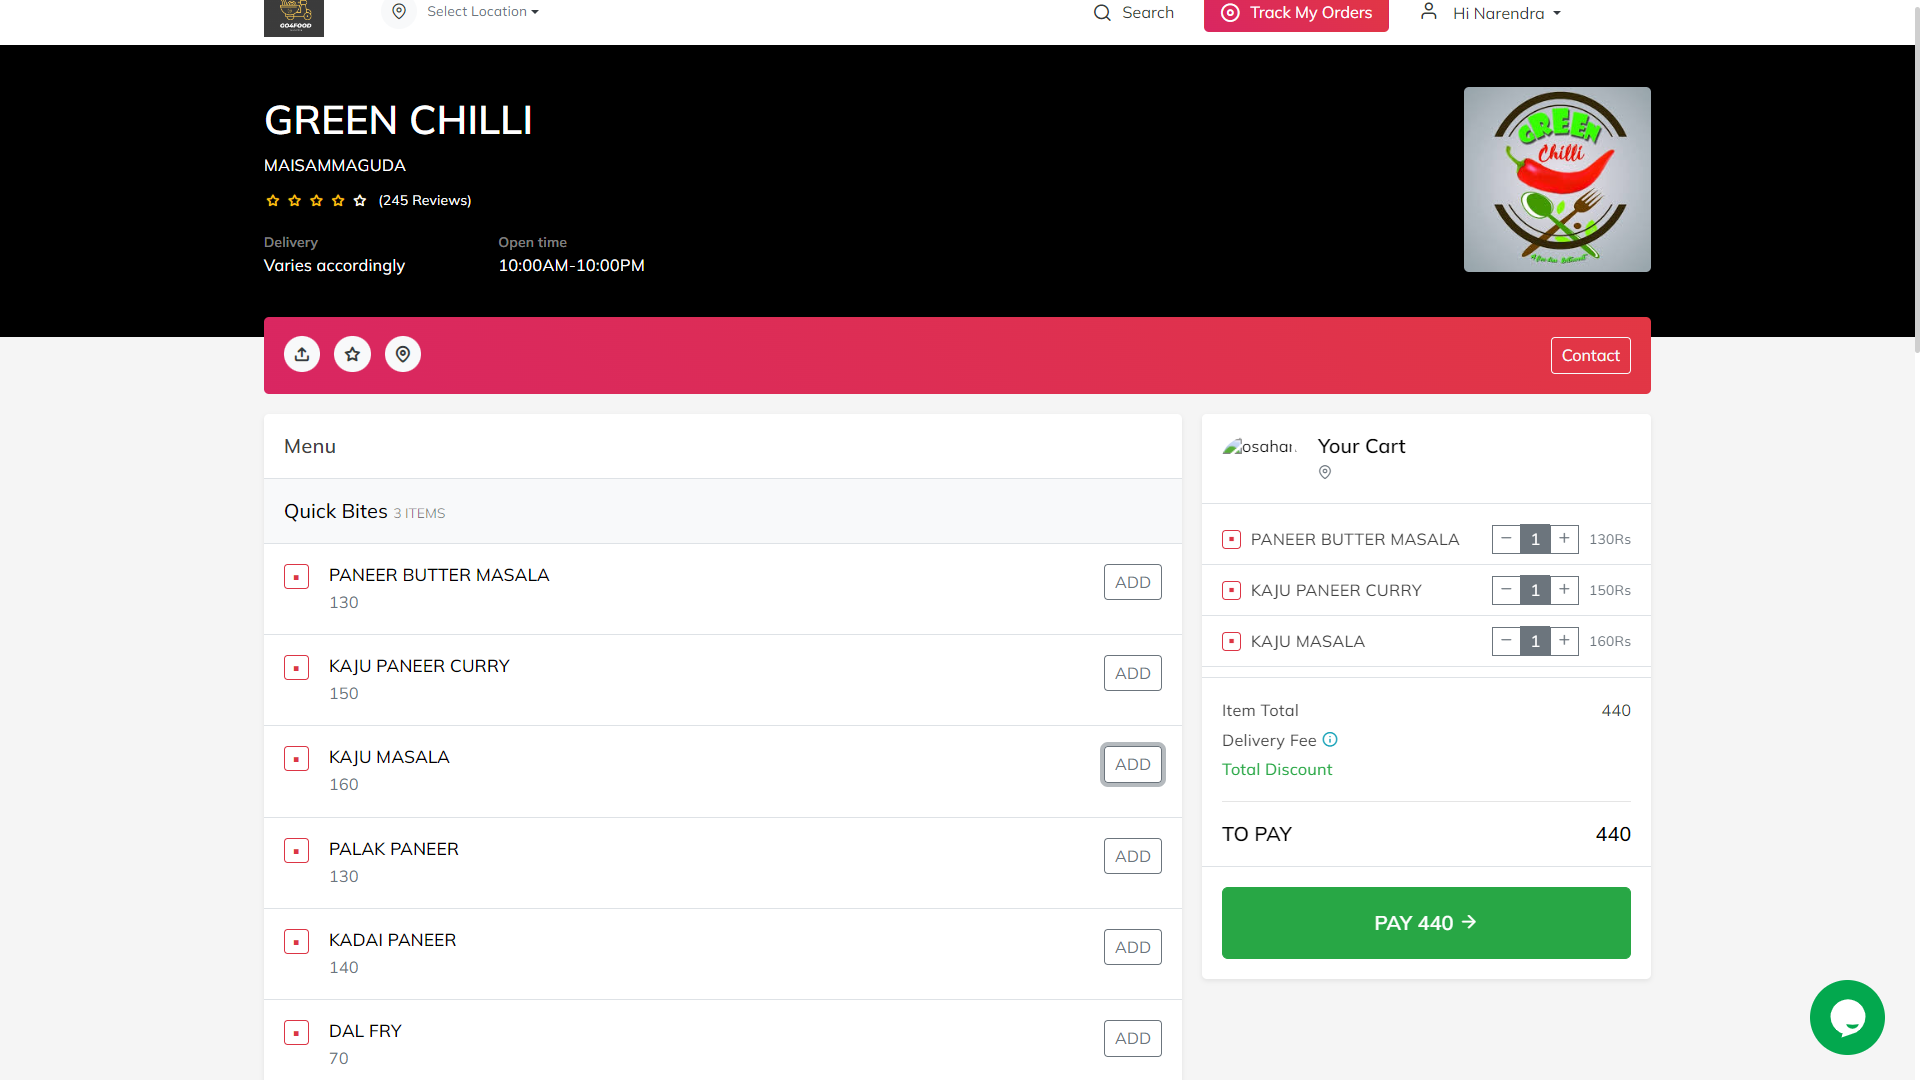 GO4FOOD
Select Location
Search
Track My Orders
Hi Narendra
GREEN CHILLI
MAISAMMAGUDA
(245 Reviews)
Delivery
Open time
Varies accordingly
10:00AM-10:00PM
GREEN
Chilli
Contact
Menu
Quick Bites 3 ITEMS
PANEER BUTTER MASALA
130
ADD
KAJU PANEER CURRY
150
ADD
KAJU MASALA
160
ADD
PALAK PANEER
130
ADD
KADAI PANEER
140
ADD
DAL FRY
70
ADD
osahan
Your Cart
PANEER BUTTER MASALA − 1 + 130Rs
KAJU PANEER CURRY − 1 + 150Rs
KAJU MASALA − 1 + 160Rs
Item Total 440
Delivery Fee
Total Discount
TO PAY 440
PAY 440